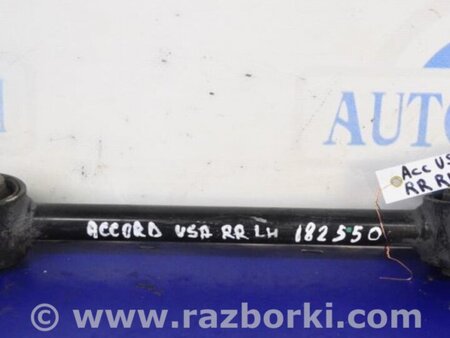 AUTO
ACC US
RR R
ACCORD USA RR LH 182550
www.razborki.com